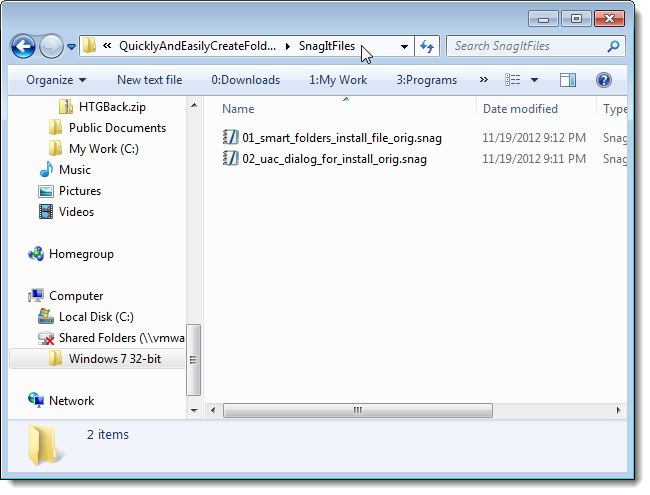 « QuicklyAndEasilyCreateFold... SnagItFiles Search SnagItFiles
Organize New text file 0:Downloads 1:My Work 3:Programs »
HTGBack.zip
Public Documents
My Work (C:)
Music
Pictures
Videos
Homegroup
Computer
Local Disk (C:)
Shared Folders (\\vmwa
Windows 7 32-bit
Network
Name Date modified Type
01_smart_folders_install_file_orig.snag 11/19/2012 9:12 PM Snag
02_uac_dialog_for_install_orig.snag 11/19/2012 9:11 PM Snag
2 items